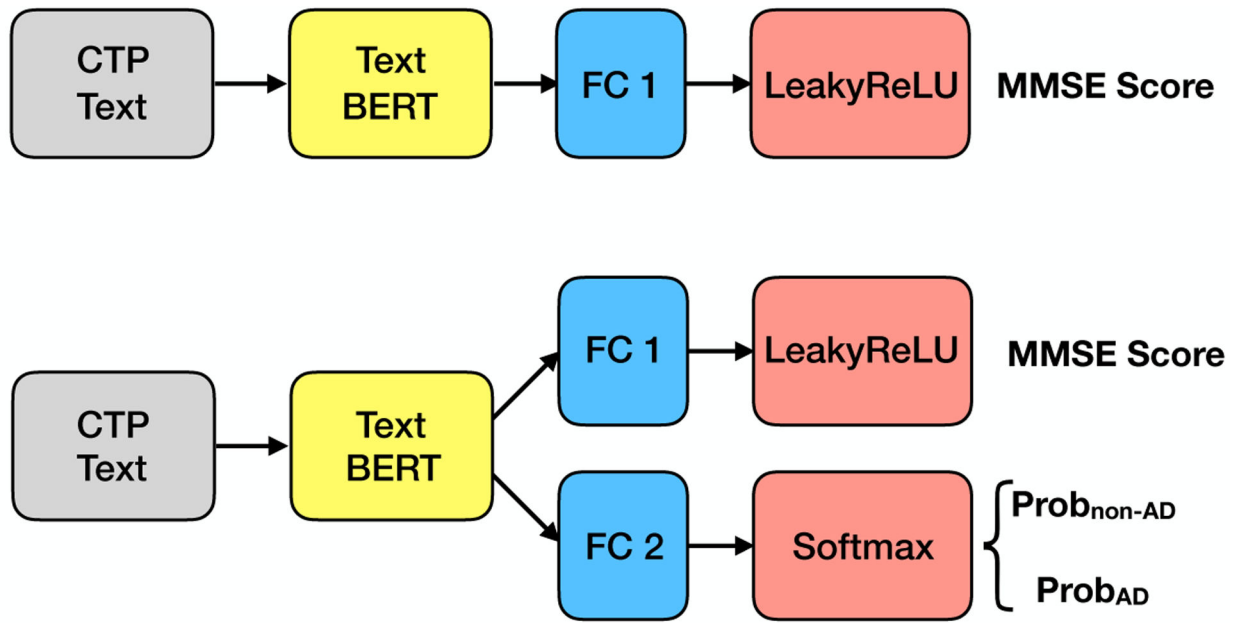 CTP
Text
Text
BERT
FC 1
LeakyReLU
MMSE Score
CTP
Text
Text
BERT
FC 1
LeakyReLU
MMSE Score
FC 2
Softmax
Probnon-AD
ProbAD